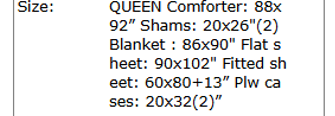 Size: QUEEN Comforter: 88x
92” Shams: 20x26"(2)
Blanket : 86x90" Flat s
heet: 90x102" Fitted sh
eet: 60x80+13” Plw ca
ses: 20x32(2)”